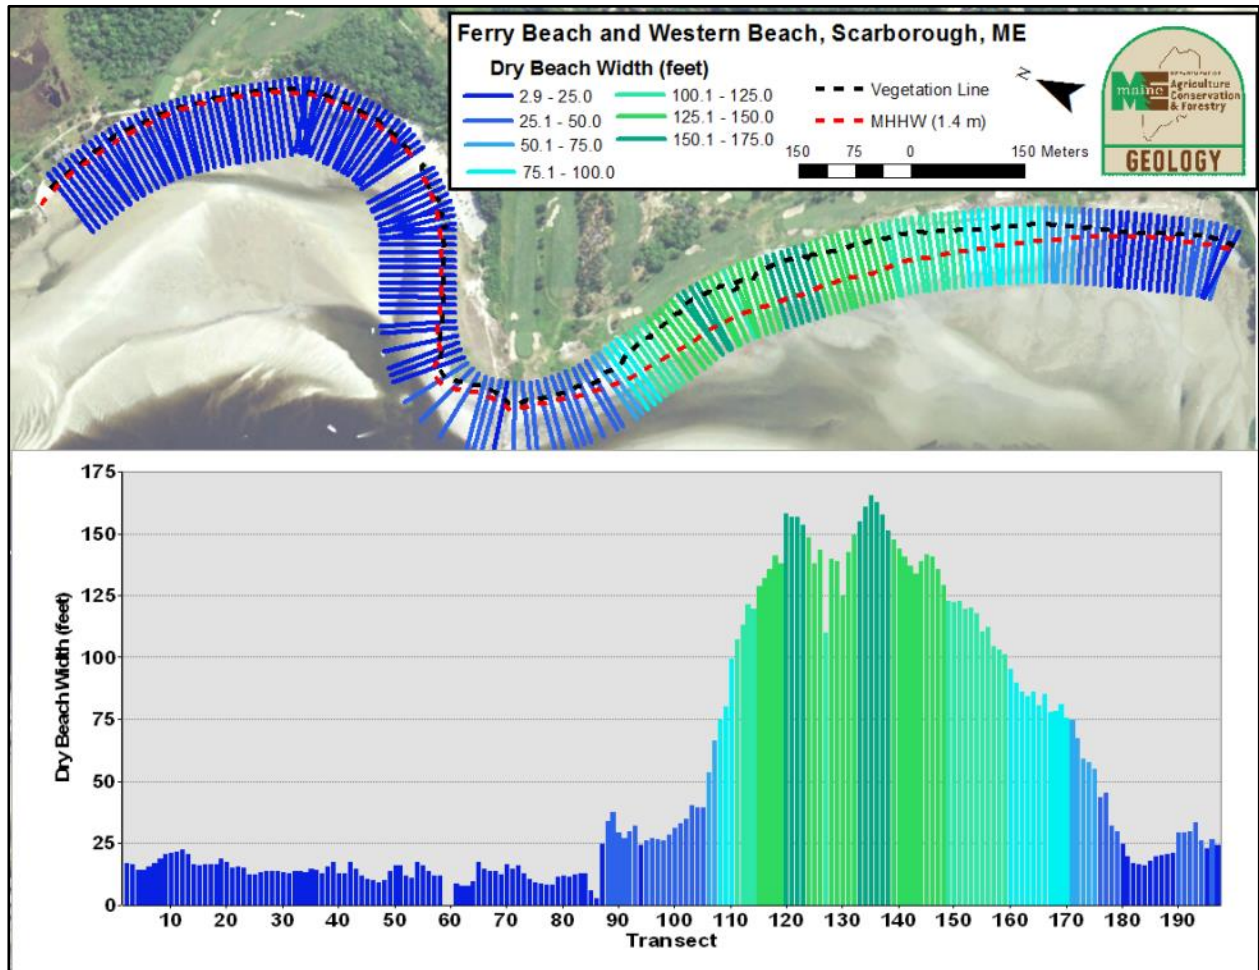 Ferry Beach and Western Beach, Scarborough, ME
Dry Beach Width (feet)
2.9 - 25.0
25.1 - 50.0
50.1 - 75.0
75.1 - 100.0
100.1 - 125.0
125.1 - 150.0
150.1 - 175.0
Vegetation Line
MHHW (1.4 m)
N
150 75 0 150 Meters
maine
Agriculture
Conservation
& Forestry
GEOLOGY
Dry Beach Width (feet)
175
150
125
100
75
50
25
0
10 20 30 40 50 60 70 80 90 100 110 120 130 140 150 160 170 180 190
Transect